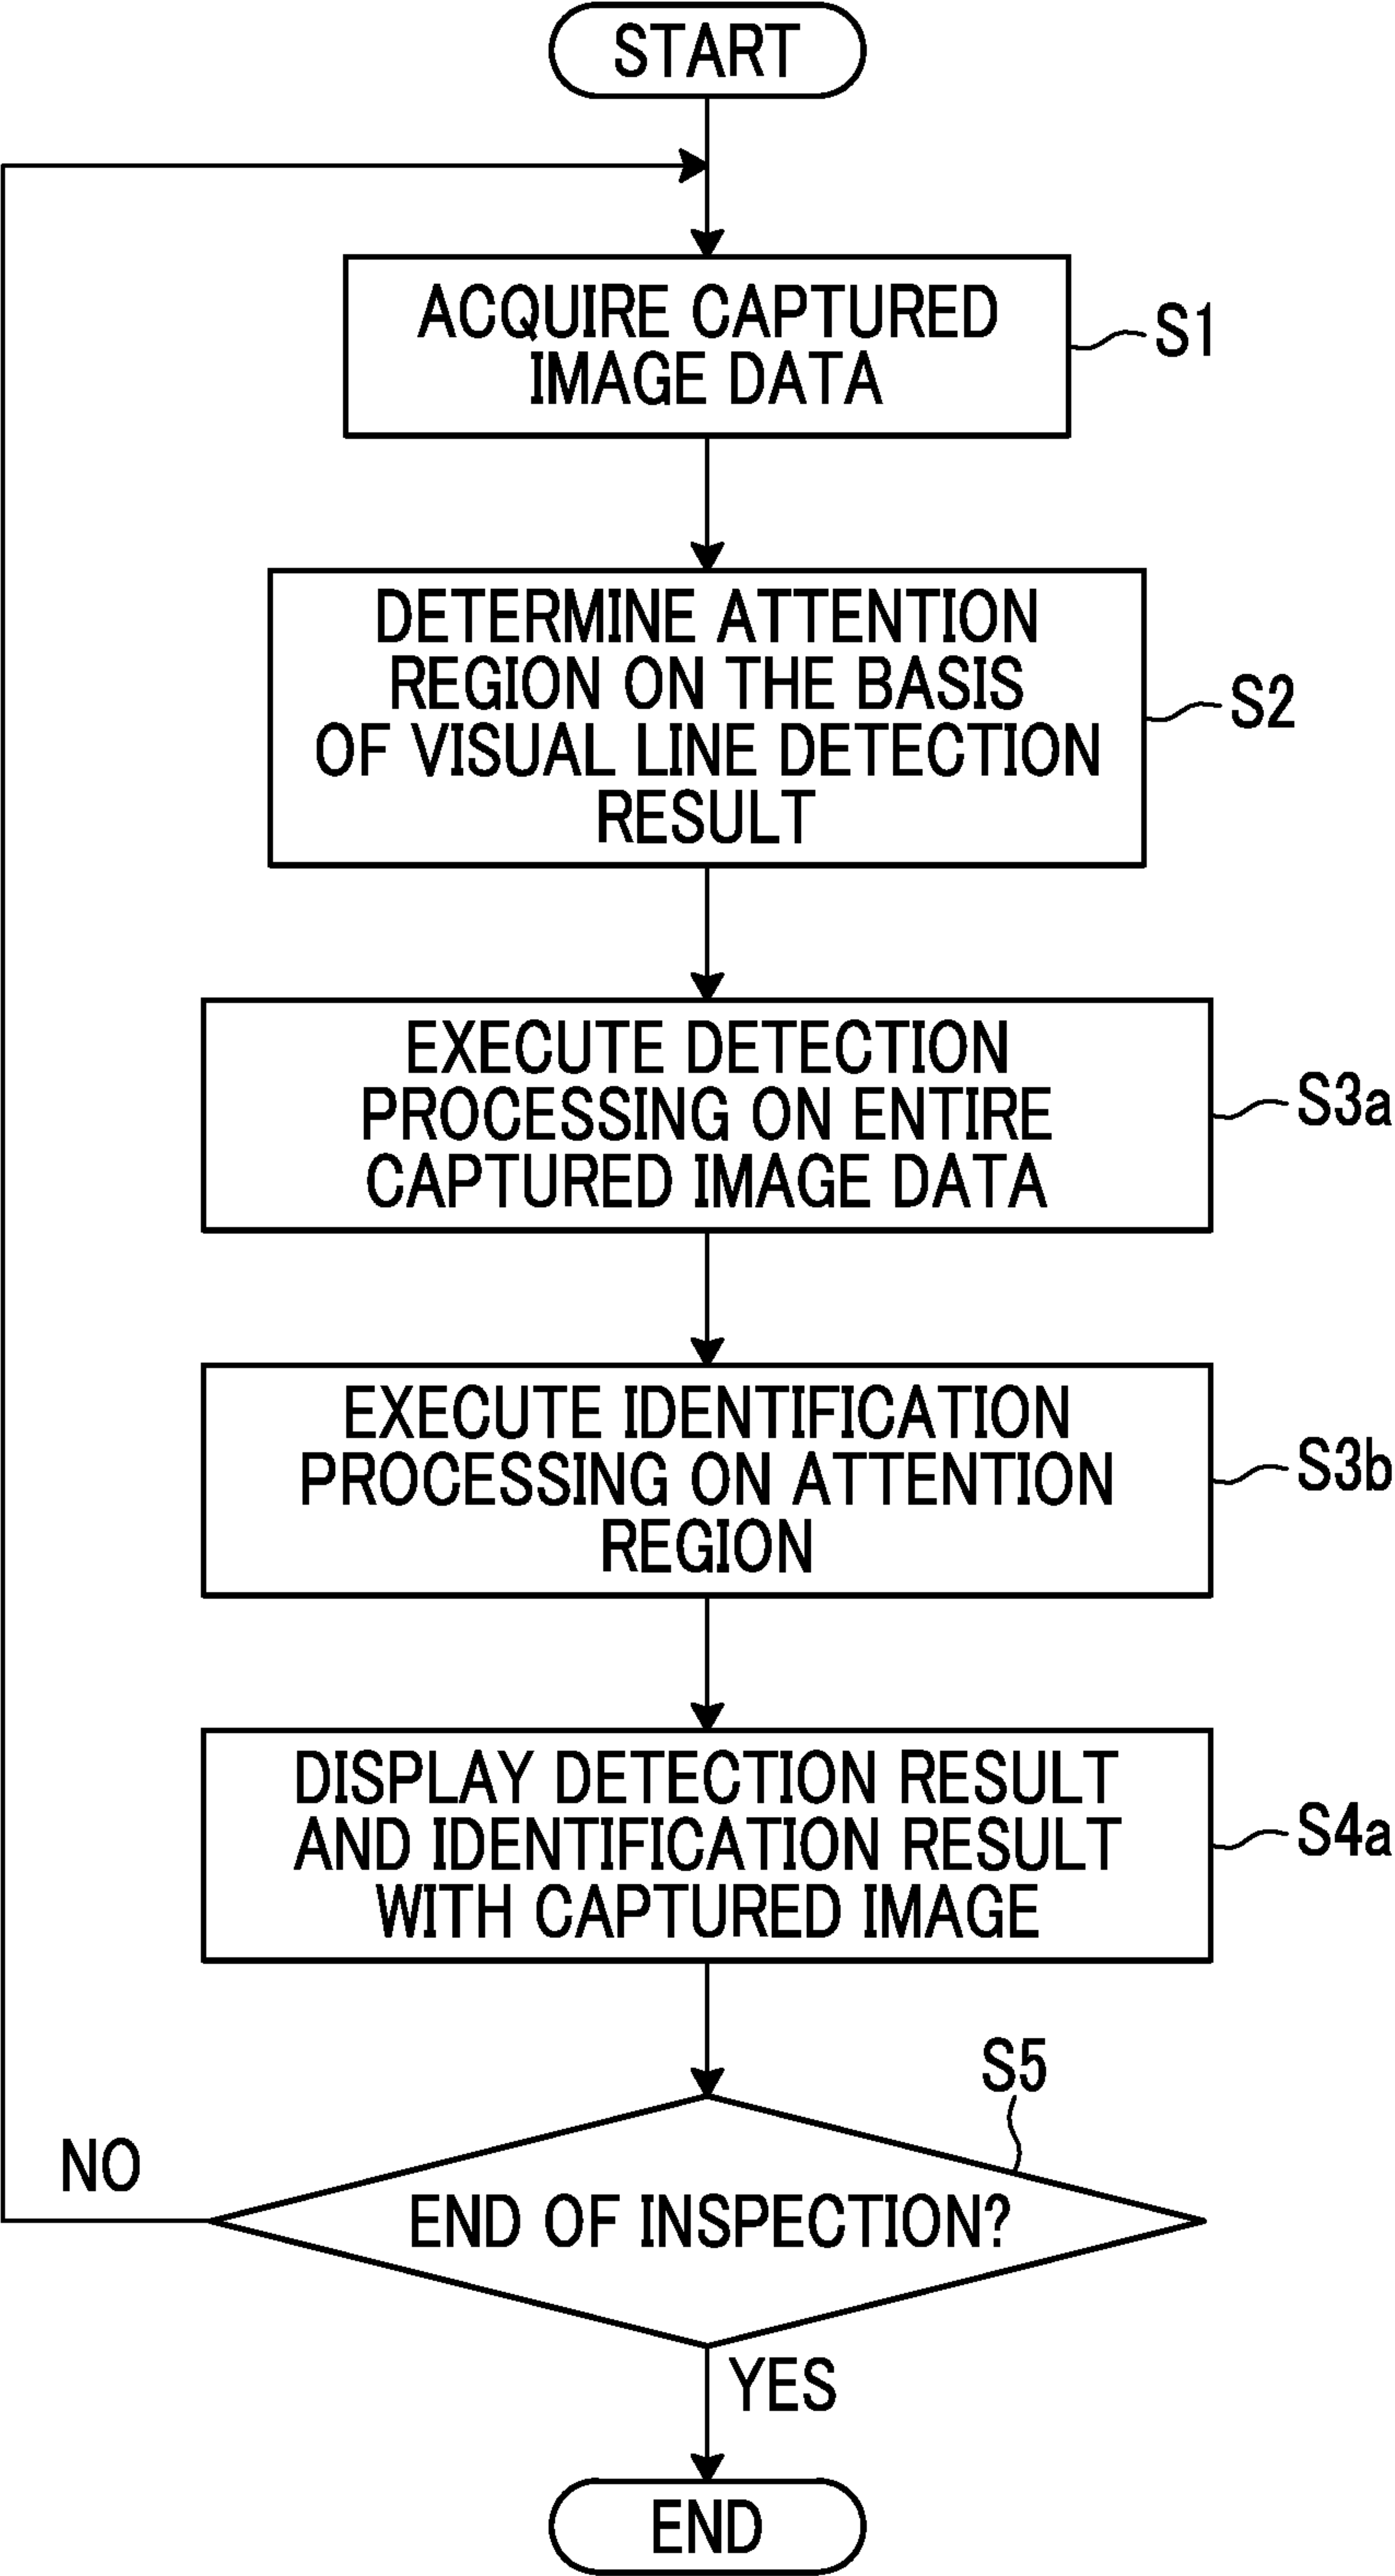 START
ACQUIRE CAPTURED
IMAGE DATA
S1
DETERMINE ATTENTION
REGION ON THE BASIS
OF VISUAL LINE DETECTION
RESULT
S2
EXECUTE DETECTION
PROCESSING ON ENTIRE
CAPTURED IMAGE DATA
S3a
EXECUTE IDENTIFICATION
PROCESSING ON ATTENTION
REGION
S3b
DISPLAY DETECTION RESULT
AND IDENTIFICATION RESULT
WITH CAPTURED IMAGE
S4a
S5
NO
END OF INSPECTION?
YES
END